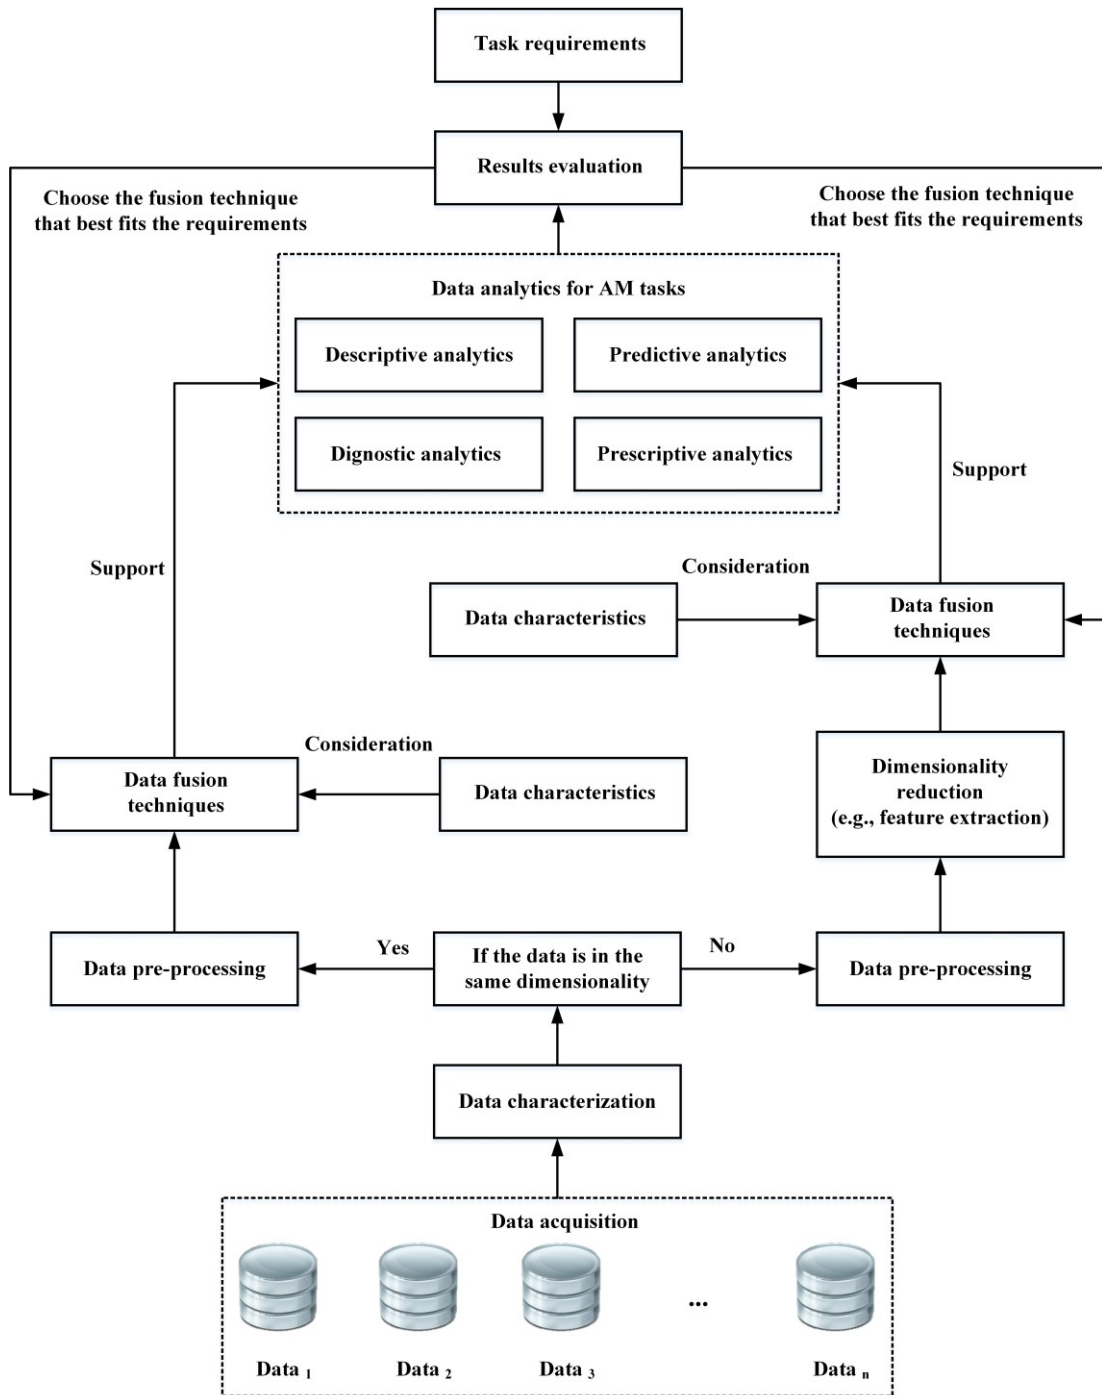 Task requirements
Results evaluation
Choose the fusion technique
that best fits the requirements
Choose the fusion technique
that best fits the requirements
Data analytics for AM tasks
Descriptive analytics
Predictive analytics
Dignostic analytics
Prescriptive analytics
Support
Support
Consideration
Data characteristics
Data fusion
techniques
Consideration
Data fusion
techniques
Data characteristics
Dimensionality
reduction
(e.g., feature extraction)
Yes
No
Data pre-processing
If the data is in the
same dimensionality
Data pre-processing
Data characterization
Data acquisition
...
Data 1
Data 2
Data 3
Data n